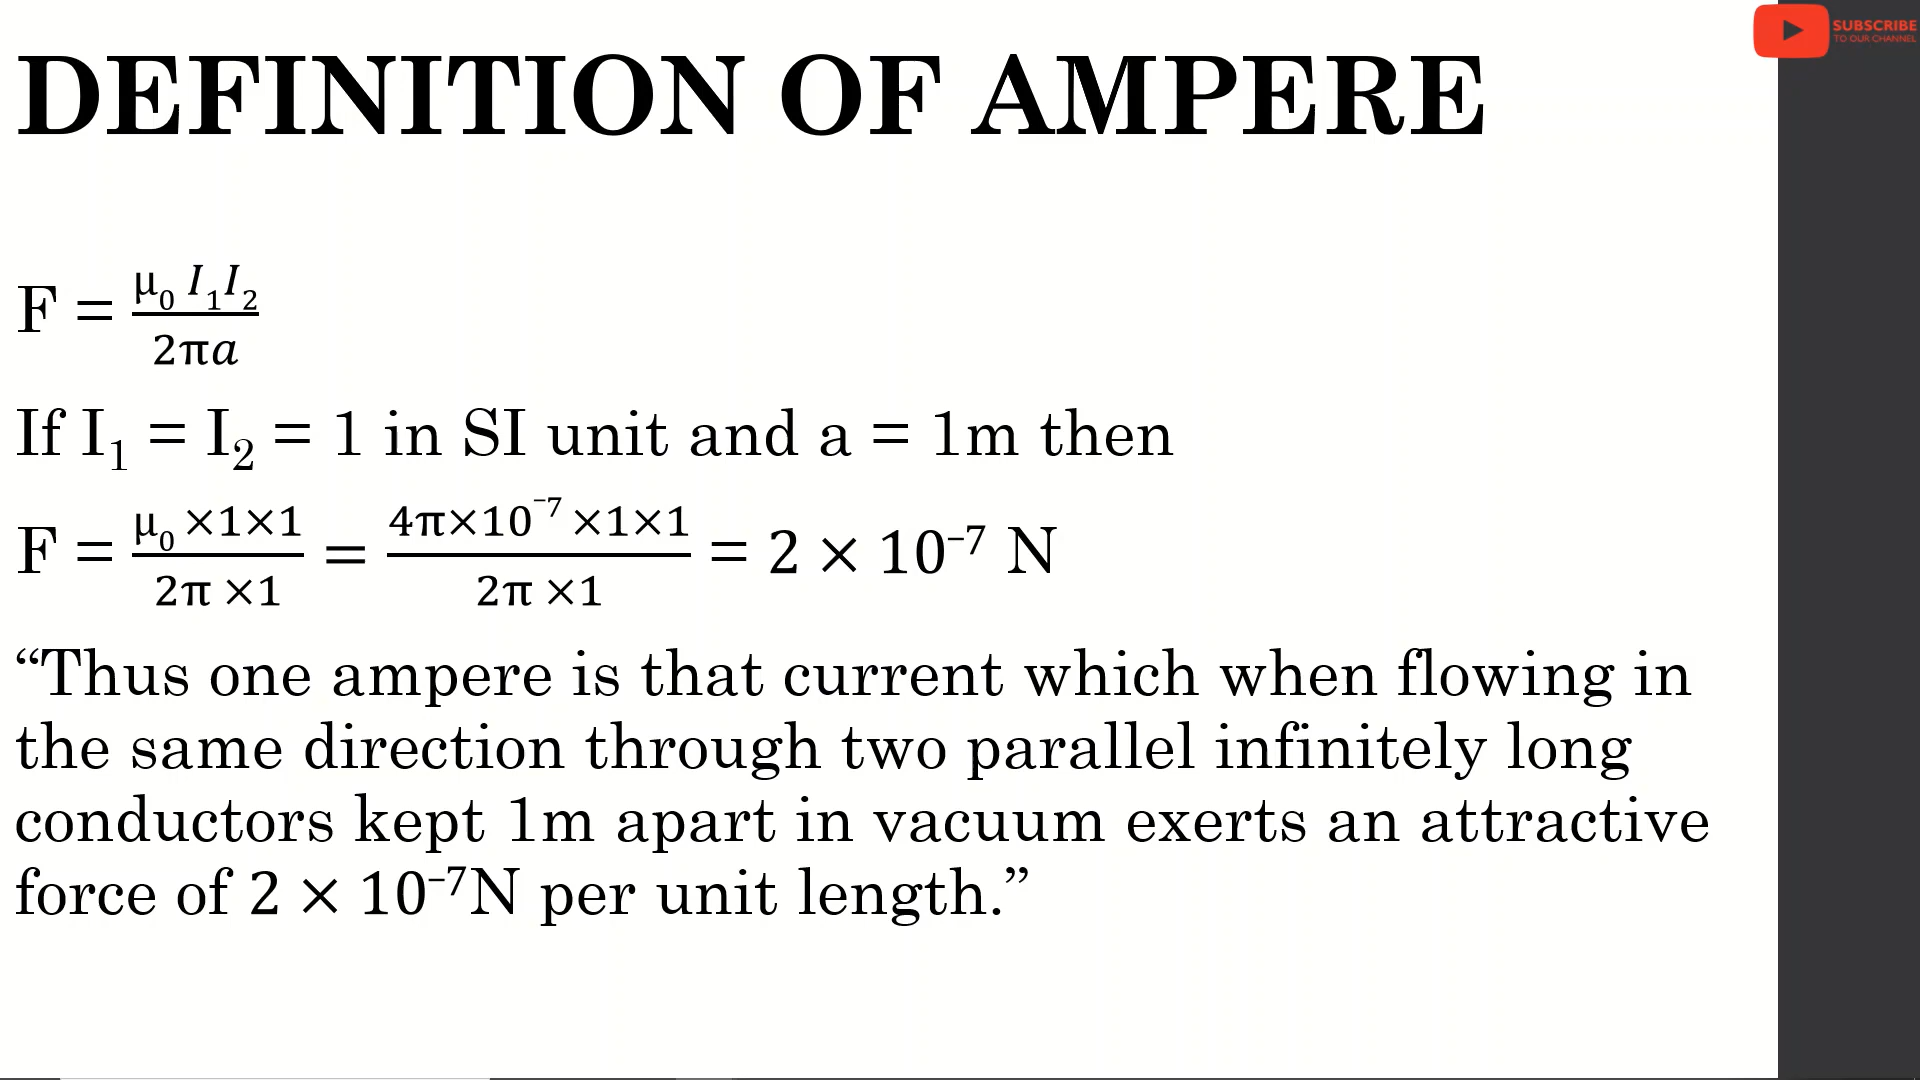 SUBSCRIBE
TO OUR CHANNEL
DEFINITION OF AMPERE
F = \frac{μ₀ I₁I₂}{2πa}
If I₁ = I₂ = 1 in SI unit and a = 1m then
F = \frac{μ₀ ×1×1}{2π ×1} = \frac{4π×10⁻⁷ ×1×1}{2π ×1} = 2 × 10⁻⁷ N
“Thus one ampere is that current which when flowing in
the same direction through two parallel infinitely long
conductors kept 1m apart in vacuum exerts an attractive
force of 2 × 10⁻⁷N per unit length.”